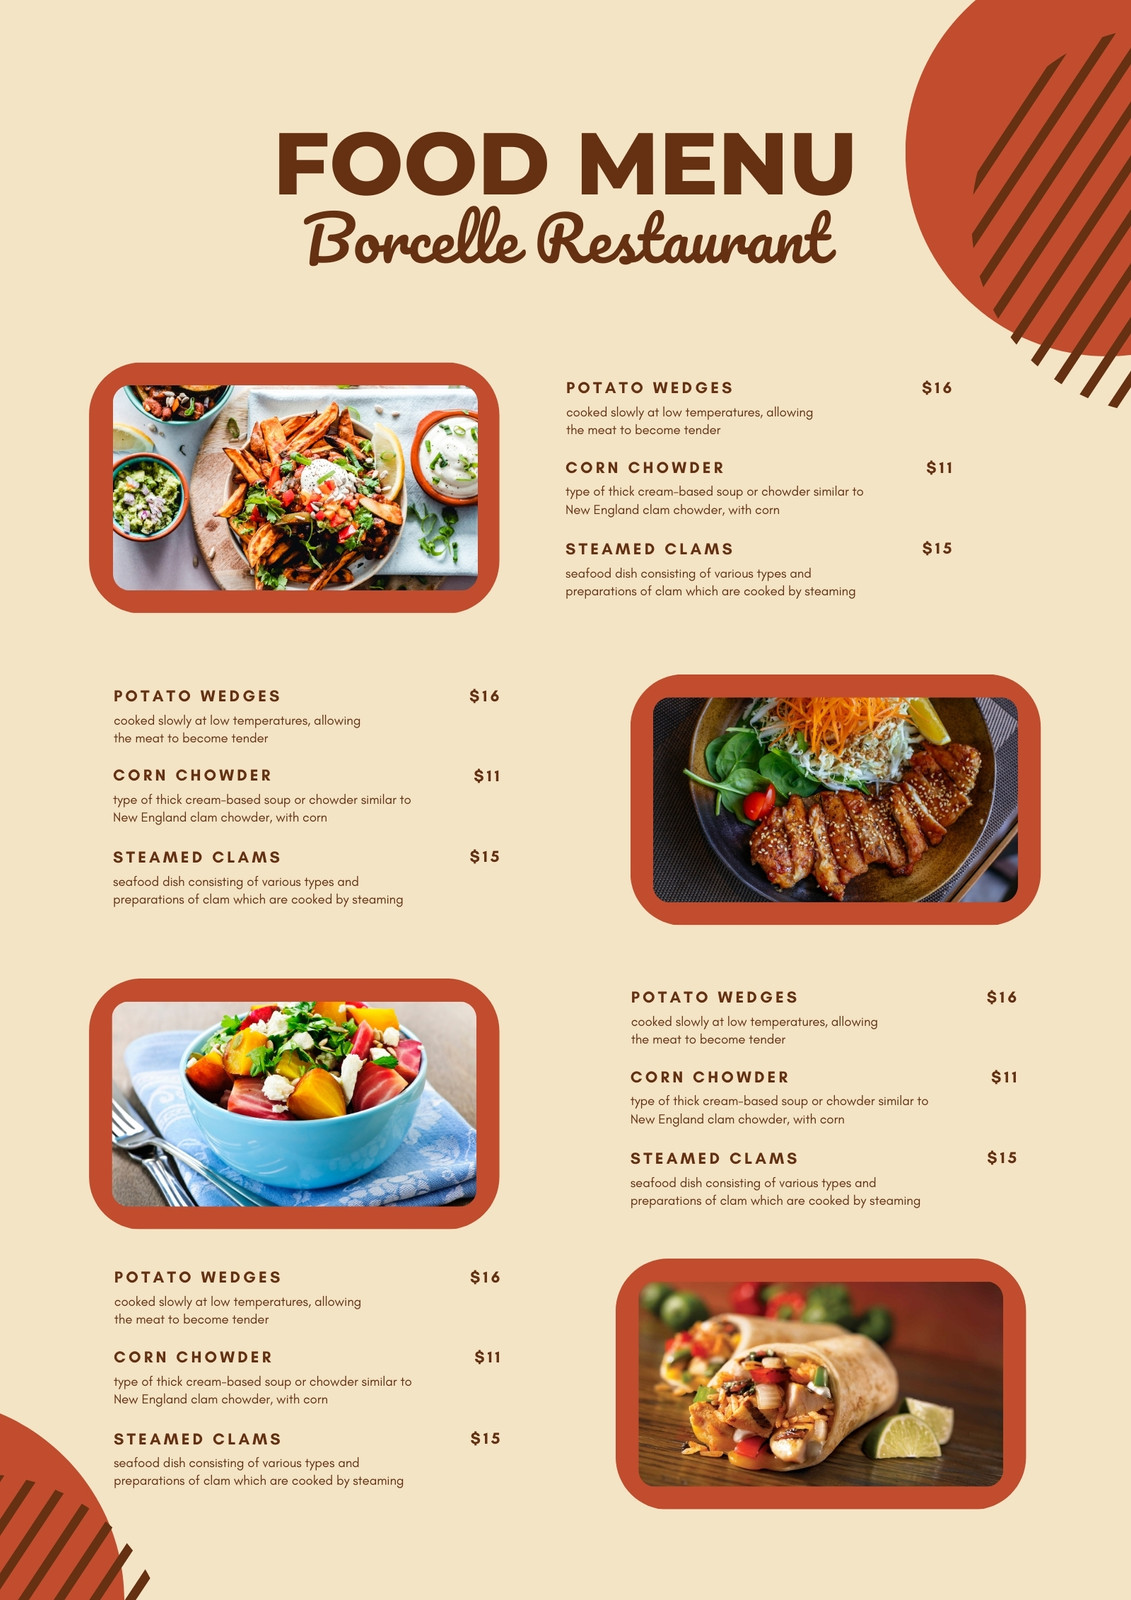 FOOD MENU
Borcelle Restaurant
POTATO WEDGES $16
cooked slowly at low temperatures, allowing
the meat to become tender
CORN CHOWDER $11
type of thick cream-based soup or chowder similar to
New England clam chowder, with corn
STEAMED CLAMS $15
seafood dish consisting of various types and
preparations of clam which are cooked by steaming
POTATO WEDGES $16
cooked slowly at low temperatures, allowing
the meat to become tender
CORN CHOWDER $11
type of thick cream-based soup or chowder similar to
New England clam chowder, with corn
STEAMED CLAMS $15
seafood dish consisting of various types and
preparations of clam which are cooked by steaming
POTATO WEDGES $16
cooked slowly at low temperatures, allowing
the meat to become tender
CORN CHOWDER $11
type of thick cream-based soup or chowder similar to
New England clam chowder, with corn
STEAMED CLAMS $15
seafood dish consisting of various types and
preparations of clam which are cooked by steaming
POTATO WEDGES $16
cooked slowly at low temperatures, allowing
the meat to become tender
CORN CHOWDER $11
type of thick cream-based soup or chowder similar to
New England clam chowder, with corn
STEAMED CLAMS $15
seafood dish consisting of various types and
preparations of clam which are cooked by steaming